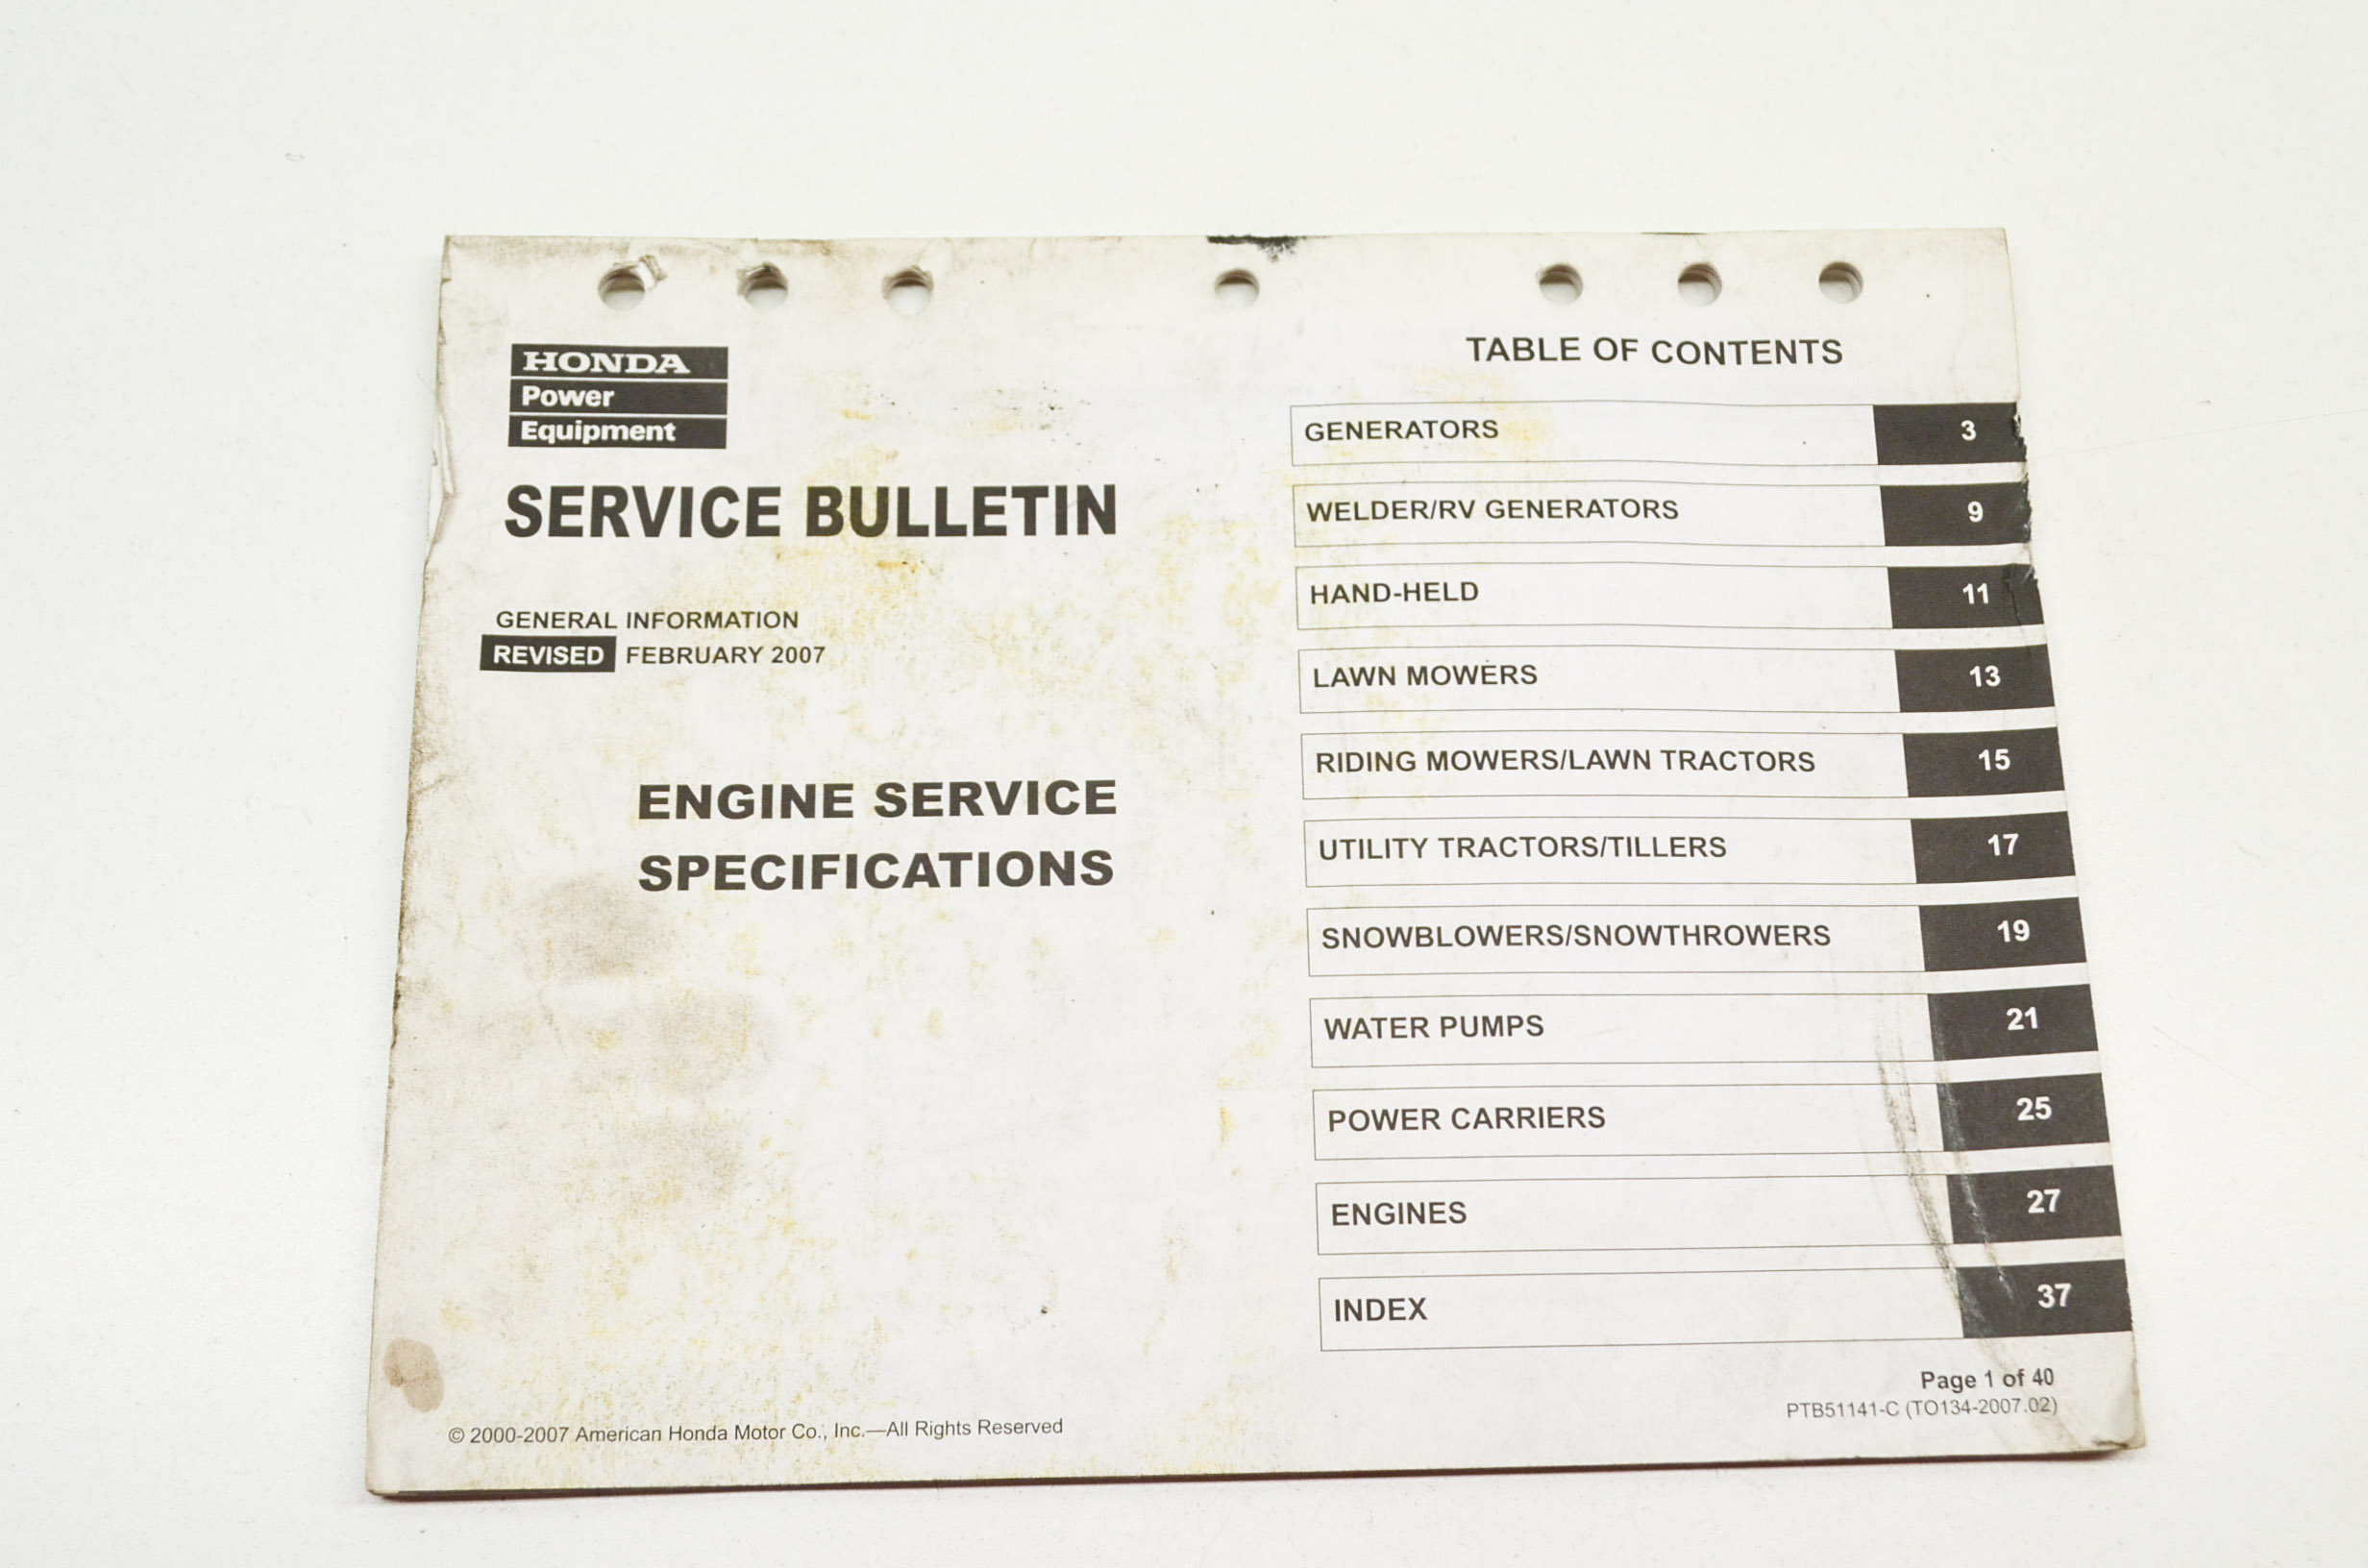 HONDA
Power
Equipment
SERVICE BULLETIN
GENERAL INFORMATION
REVISED FEBRUARY 2007
ENGINE SERVICE
SPECIFICATIONS
© 2000-2007 American Honda Motor Co., Inc.—All Rights Reserved
TABLE OF CONTENTS
GENERATORS 3
WELDER/RV GENERATORS 9
HAND-HELD 11
LAWN MOWERS 13
RIDING MOWERS/LAWN TRACTORS 15
UTILITY TRACTORS/TILLERS 17
SNOWBLOWERS/SNOWTHROWERS 19
WATER PUMPS 21
POWER CARRIERS 25
ENGINES 27
INDEX 37
Page 1 of 40
PTB51141-C (TO134-2007.02)